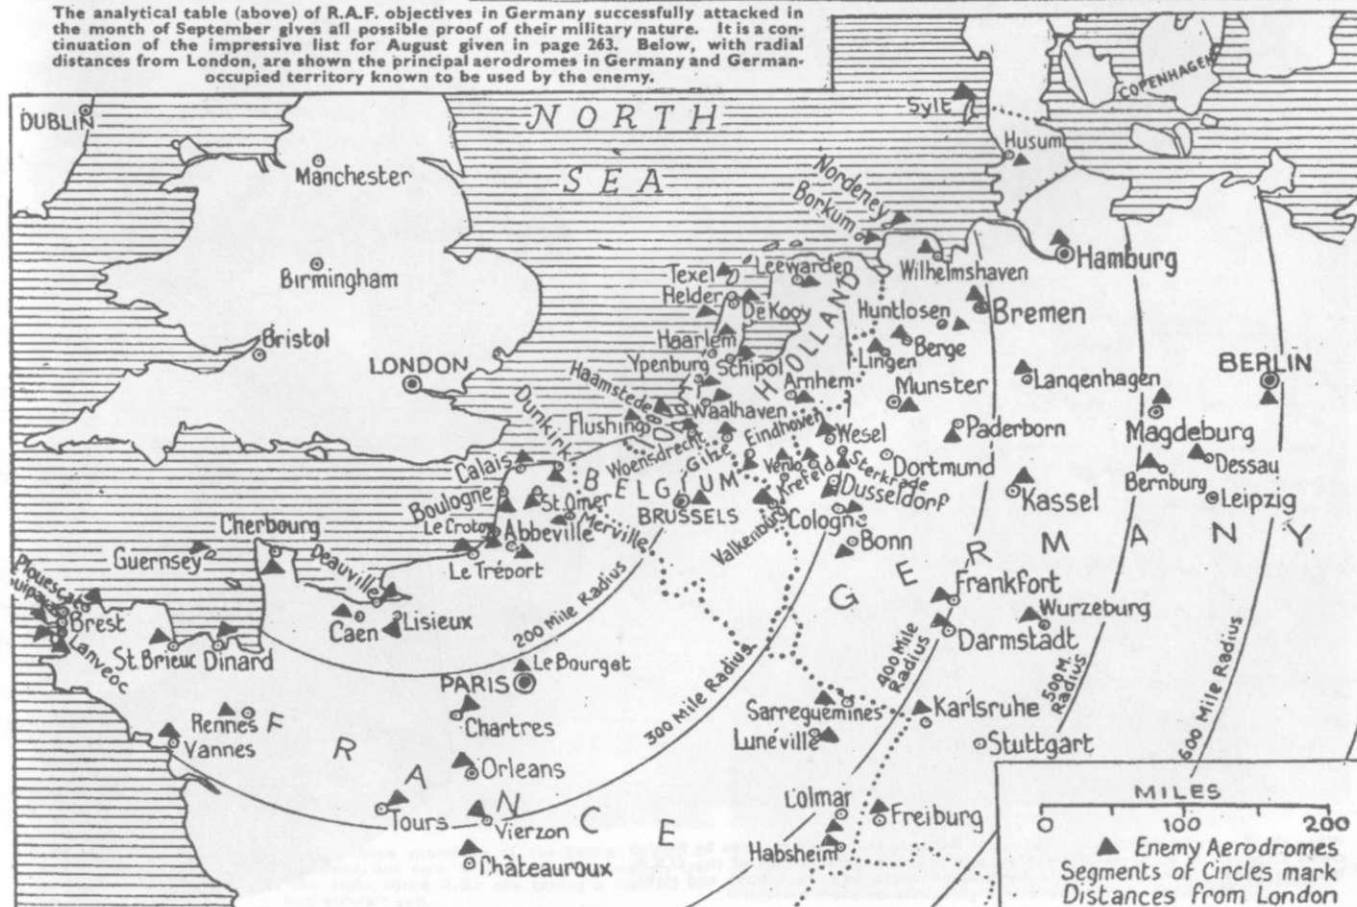 The analytical table (above) of R.A.F. objectives in Germany successfully attacked in
the month of September gives all possible proof of their military nature. It is a con-
tinuation of the impressive list for August given in page 263. Below, with radial
distances from London, are shown the principal aerodromes in Germany and German-
occupied territory known to be used by the enemy.
DUBLIN
NORTH
SEA
COPENHAGEN
Sylt
Husum
Manchester
Norderney
Borkum
Birmingham
Texel
Leewarden
Wilhelmshaven
Hamburg
Helder
De Kooy
Huntlosen
Bremen
Bristol
Haarlem
HOLLAND
Berge
Lingen
LONDON
Ypenburg
Schipol
BERLIN
Haamstede
Arnhem
Munster
Langenhagen
Dunkirk
Flushing
Waalhaven
Eindhoven
Wesel
Paderborn
Magdeburg
Woensdrecht
Gilze
Calais
BELGIUM
Venlo
Krefeld
Sterkrade
Dortmund
Dessau
Bernburg
Boulogne
St. Omer
Dusseldorf
Kassel
Leipzig
Merville
BRUSSELS
Cologne
Le Crotoy
Abbeville
Valkenburg
Bonn
Cherbourg
GERMANY
Guernsey
Deauville
Le Tréport
Frankfort
Plouescat
Brest
Lanveoc
Caen
Lisieux
200 Mile Radius
Wurzeburg
Darmstadt
St Brieuc
Dinard
Le Bourget
PARIS
300 Mile Radius
400 Mile
Radius
500 M.
Radius
600 Mile Radius
Rennes
Vannes
Chartres
Sarreguemines
Karlsruhe
Lunéville
Stuttgart
FRANCE
Orleans
Tours
Vierzon
Châteauroux
Colmar
Freiburg
Habsheim
MILES
0 100 200
Enemy Aerodromes
Segments of Circles mark
Distances from London